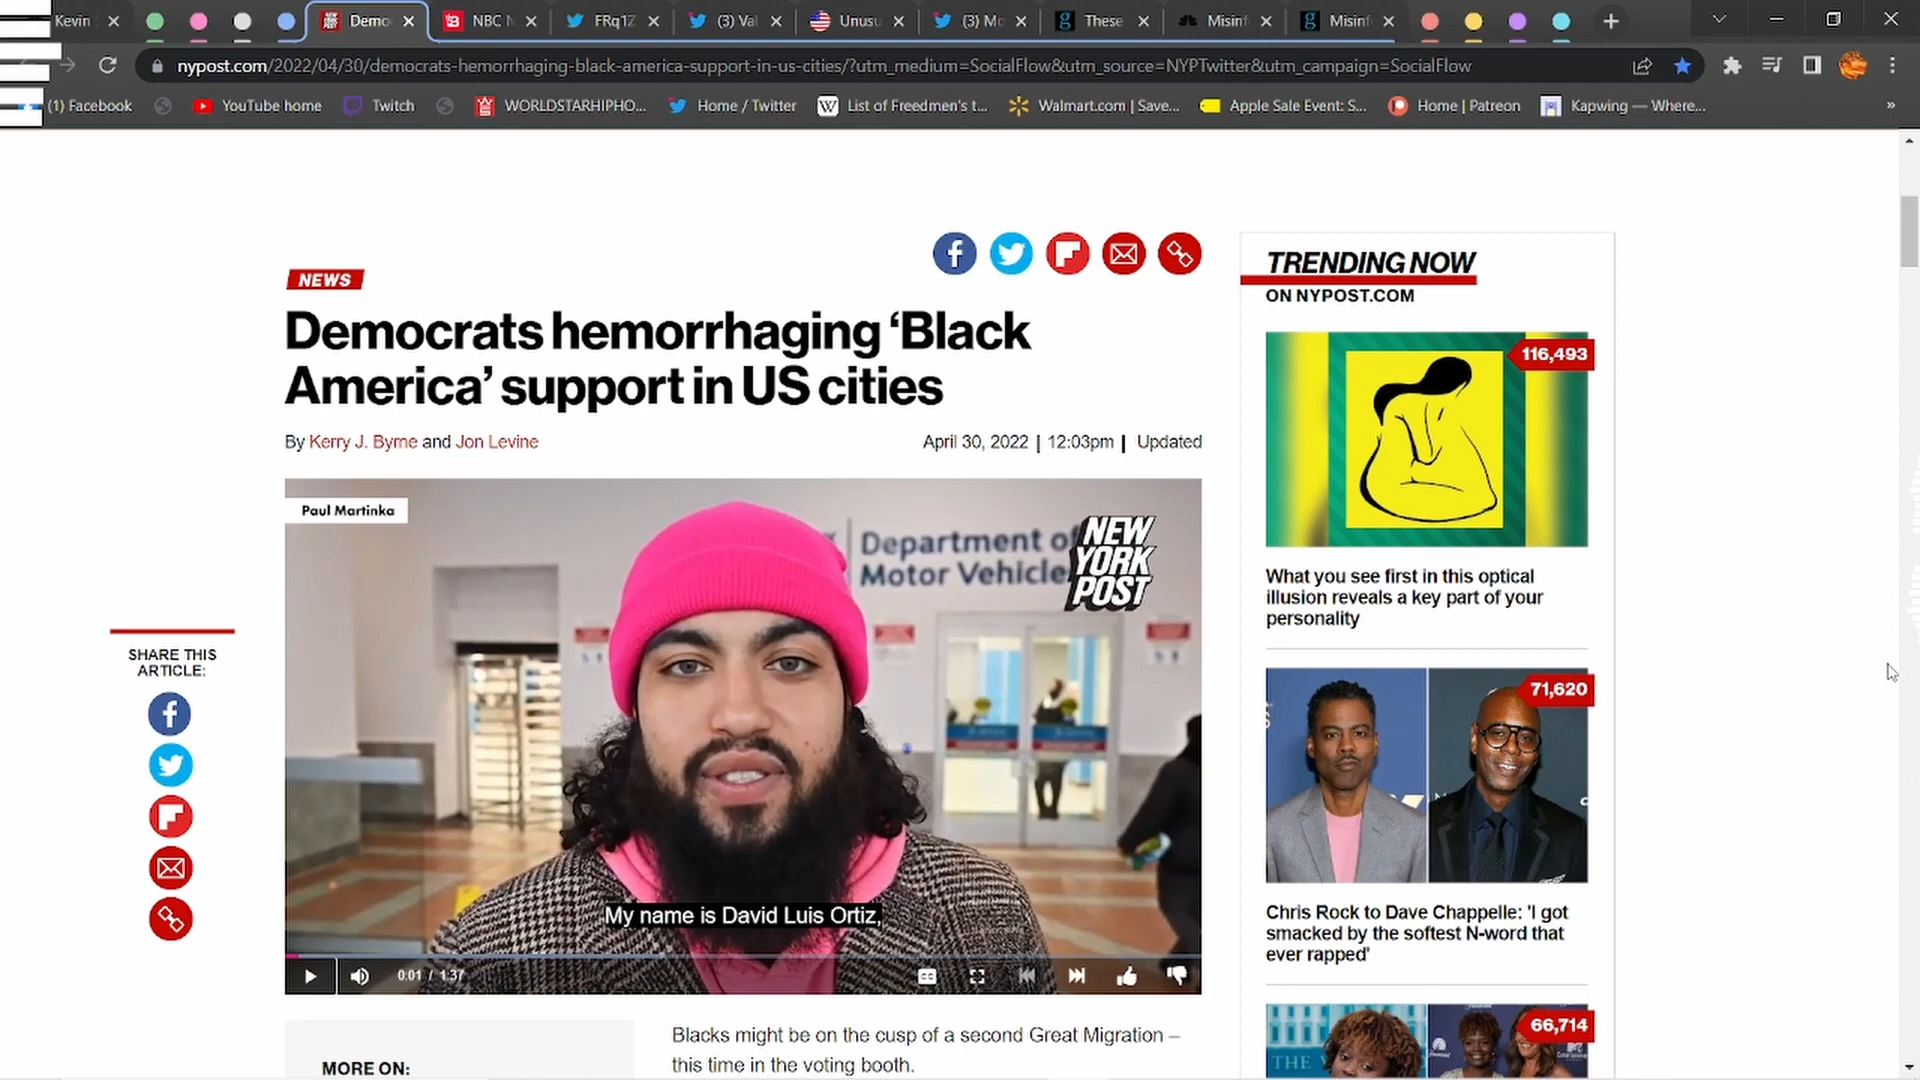 Kevin
Demo
NBC N
FRq1Z
(3) Val
Unusu
(3) Mo
These
Misinf
Misinf
nypost.com/2022/04/30/democrats-hemorrhaging-black-america-support-in-us-cities/?utm_medium=SocialFlow&utm_source=NYPTwitter&utm_campaign=SocialFlow
(1) Facebook
YouTube home
Twitch
WORLDSTARHIPHO...
Home / Twitter
List of Freedmen's t...
Walmart.com | Save...
Apple Sale Event: S...
Home | Patreon
Kapwing — Where...
»
NEWS
Democrats hemorrhaging ‘Black
America’ support in US cities
By Kerry J. Byrne and Jon Levine
April 30, 2022 | 12:03pm | Updated
Paul Martinka
Department of
Motor Vehicle
NEW
YORK
POST
My name is David Luis Ortiz,
0:01 / 1:37
CC
SHARE THIS
ARTICLE:
MORE ON:
Blacks might be on the cusp of a second Great Migration –
this time in the voting booth.
TRENDING NOW
ON NYPOST.COM
116,493
What you see first in this optical
illusion reveals a key part of your
personality
71,620
Chris Rock to Dave Chappelle: 'I got
smacked by the softest N-word that
ever rapped'
66,714
THE